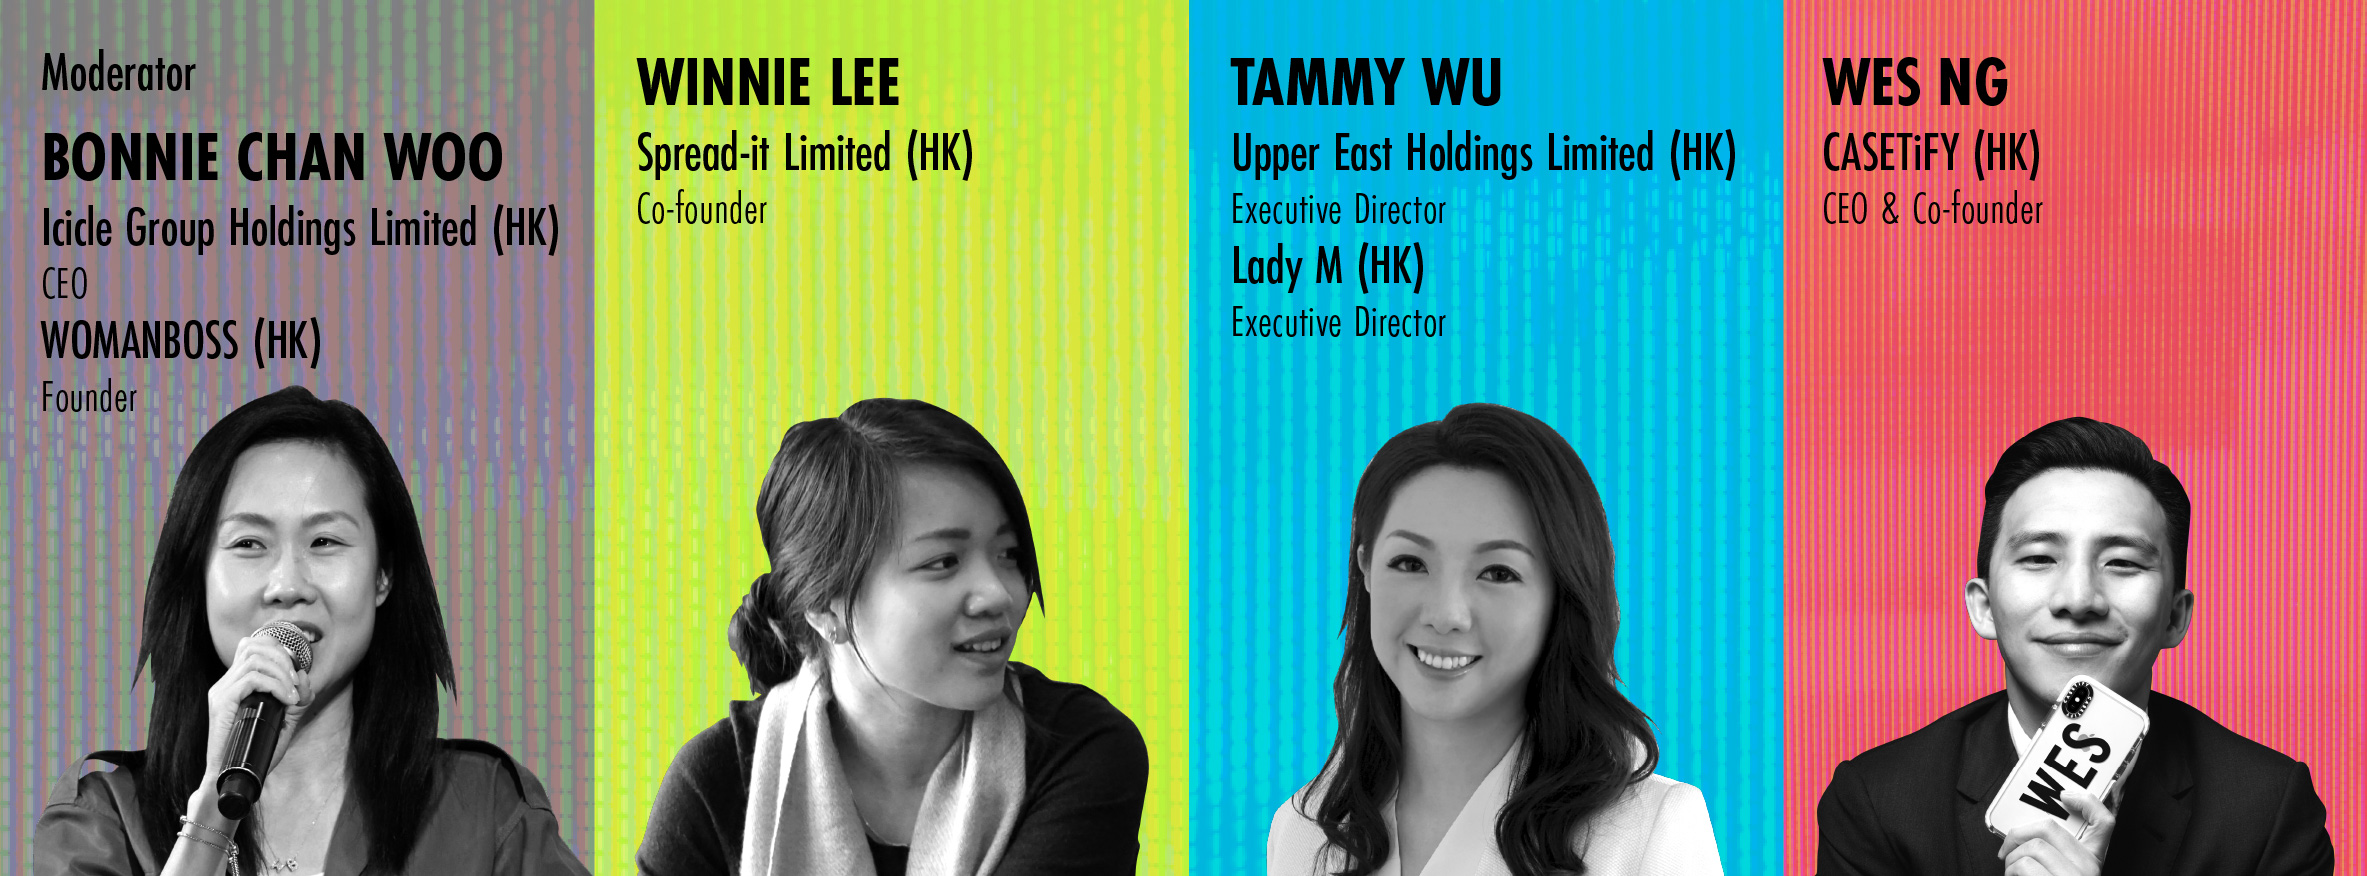 Moderator
BONNIE CHAN WOO
Icicle Group Holdings Limited (HK)
CEO
WOMANBOSS (HK)
Founder
WINNIE LEE
Spread-it Limited (HK)
Co-founder
TAMMY WU
Upper East Holdings Limited (HK)
Executive Director
Lady M (HK)
Executive Director
WES NG
CASETiFY (HK)
CEO & Co-founder
WES